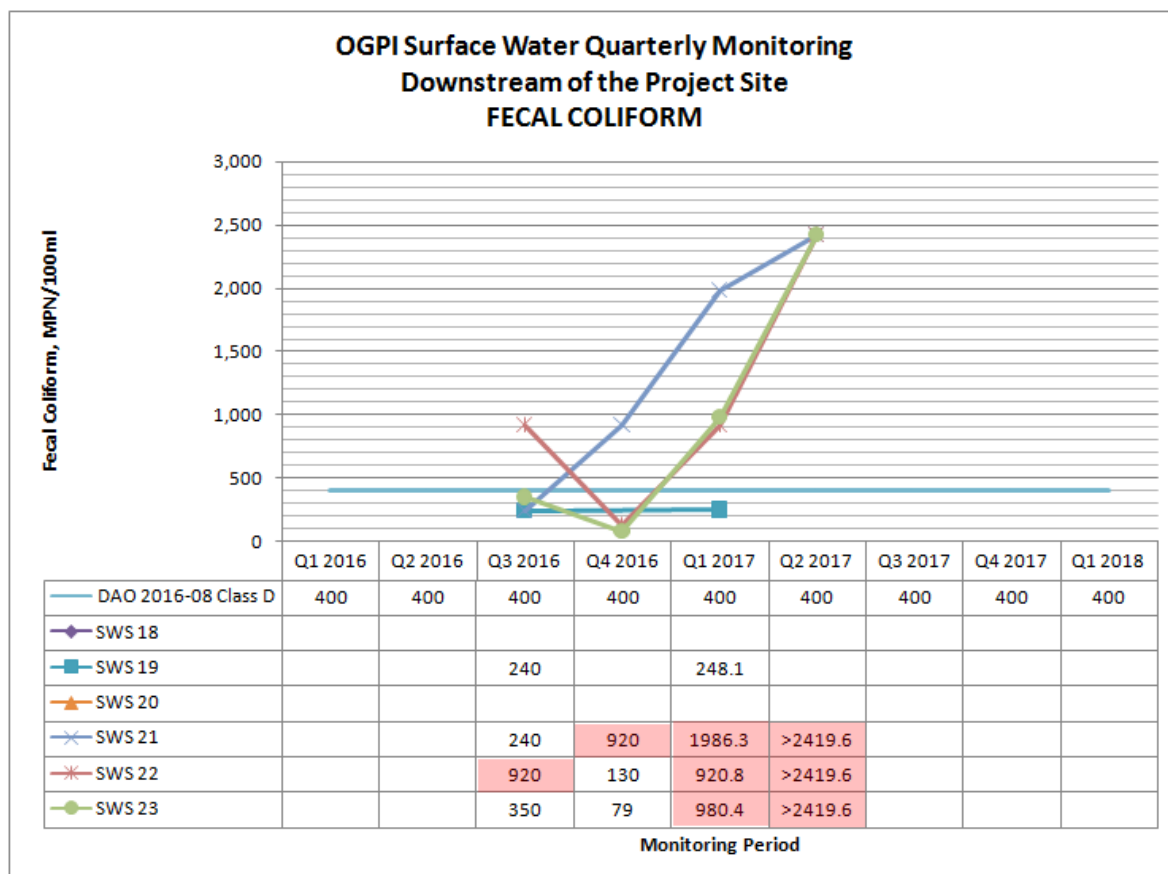 OGPI Surface Water Quarterly Monitoring
Downstream of the Project Site
FECAL COLIFORM
Fecal Coliform, MPN/100ml
3,000
2,500
2,000
1,500
1,000
500
0
Q1 2016 Q2 2016 Q3 2016 Q4 2016 Q1 2017 Q2 2017 Q3 2017 Q4 2017 Q1 2018
DAO 2016-08 Class D 400 400 400 400 400 400 400 400 400
SWS 18
SWS 19 240 248.1
SWS 20
SWS 21 240 920 1986.3 >2419.6
SWS 22 920 130 920.8 >2419.6
SWS 23 350 79 980.4 >2419.6
Monitoring Period